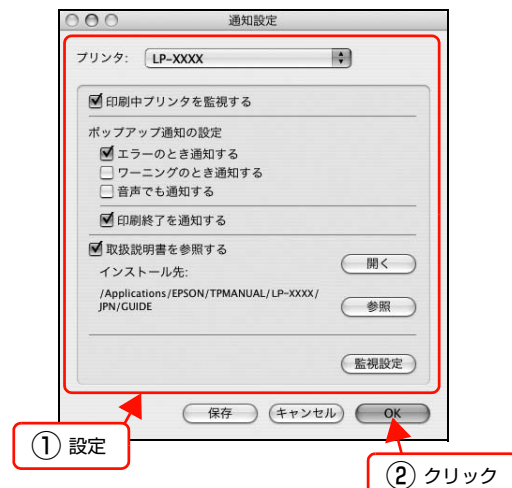 通知設定
プリンタ: LP-XXXX
印刷中プリンタを監視する
ポップアップ通知の設定
エラーのとき通知する
ワーニングのとき通知する
音声でも通知する
印刷終了を通知する
取扱説明書を参照する
開く
インストール先:
/Applications/EPSON/TPMANUAL/LP-XXXX/
JPN/GUIDE
参照
監視設定
保存 キャンセル OK
① 設定
② クリック